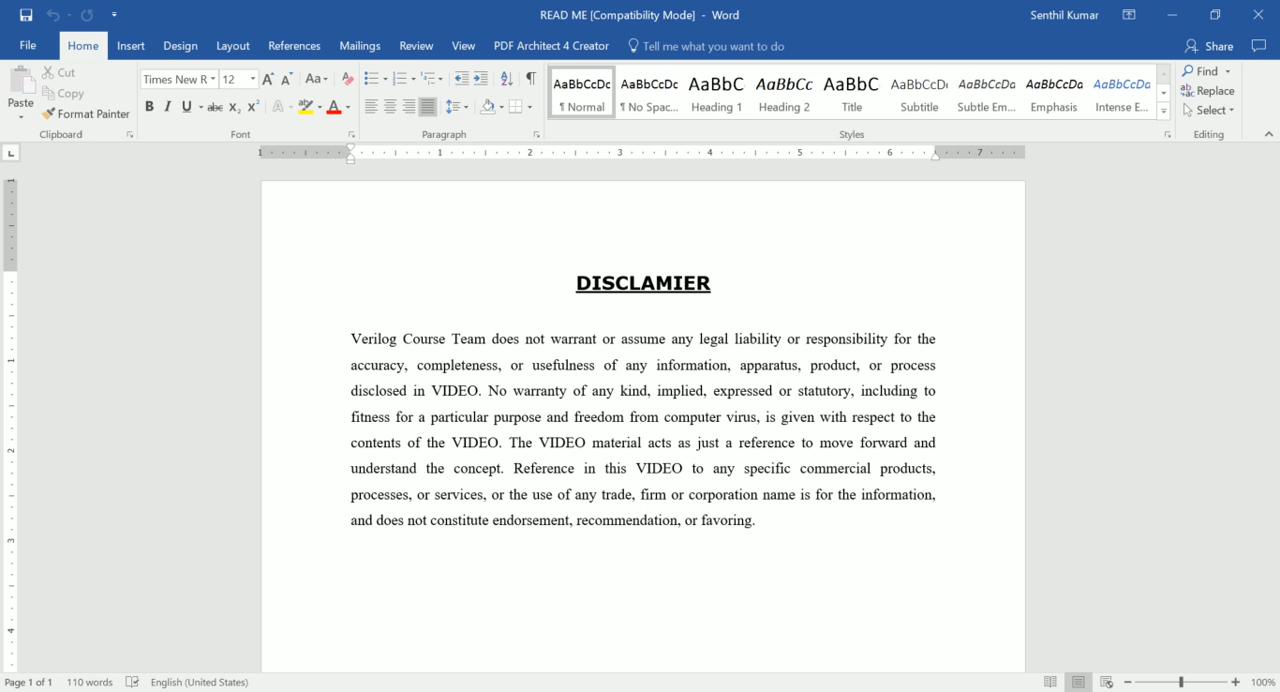 READ ME [Compatibility Mode] - Word
Senthil Kumar
File Home Insert Design Layout References Mailings Review View PDF Architect 4 Creator Tell me what you want to do Share
Cut
Copy
Paste
Format Painter
Clipboard
Times New R 12
Font
Paragraph
AaBbCcDc AaBbCcDc AaBbC AaBbCc AaBbC AaBbCcD AaBbCcDa AaBbCcDa AaBbCcDa
¶ Normal ¶ No Spac... Heading 1 Heading 2 Title Subtitle Subtle Em... Emphasis Intense E...
Styles
Find
Replace
Select
Editing
1 1 2 3 4 5 6 7
DISCLAMIER
Verilog Course Team does not warrant or assume any legal liability or responsibility for the
accuracy, completeness, or usefulness of any information, apparatus, product, or process
disclosed in VIDEO. No warranty of any kind, implied, expressed or statutory, including to
fitness for a particular purpose and freedom from computer virus, is given with respect to the
contents of the VIDEO. The VIDEO material acts as just a reference to move forward and
understand the concept. Reference in this VIDEO to any specific commercial products,
processes, or services, or the use of any trade, firm or corporation name is for the information,
and does not constitute endorsement, recommendation, or favoring.
Page 1 of 1 110 words English (United States) 100%